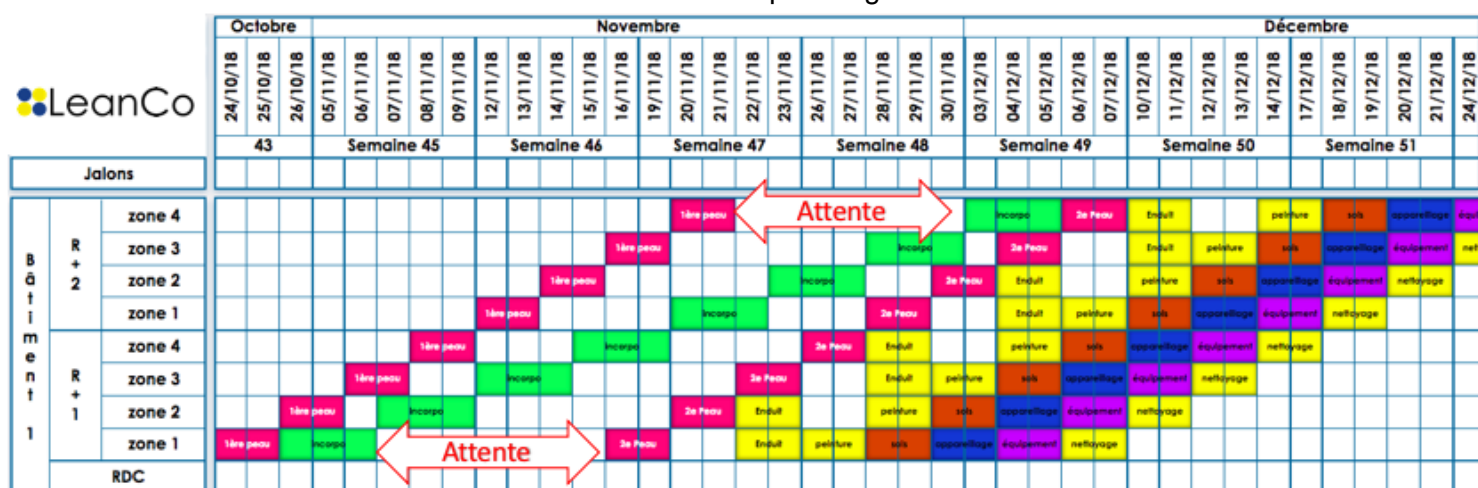 Octobre Novembre Décembre
LeanCo
24/10/18 25/10/18 26/10/18 05/11/18 06/11/18 07/11/18 08/11/18 09/11/18 12/11/18 13/11/18 14/11/18 15/11/18 16/11/18 19/11/18 20/11/18 21/11/18 22/11/18 23/11/18 26/11/18 27/11/18 28/11/18 29/11/18 30/11/18 03/12/18 04/12/18 05/12/18 06/12/18 07/12/18 10/12/18 11/12/18 12/12/18 13/12/18 14/12/18 17/12/18 18/12/18 19/12/18 20/12/18 21/12/18 24/12/18
43 Semaine 45 Semaine 46 Semaine 47 Semaine 48 Semaine 49 Semaine 50 Semaine 51
Jalons
Bâtiment 1
R+2
zone 4 1ère peau Attente incorpo 2e Peau Enduit peinture sols appareillage
zone 3 1ère peau incorpo 2e Peau Enduit peinture sols appareillage équipement
zone 2 1ère peau incorpo 2e Peau Enduit peinture sols appareillage équipement nettoyage
zone 1 1ère peau incorpo 2e Peau Enduit peinture sols appareillage équipement nettoyage
R+1
zone 4 1ère peau incorpo 2e Peau Enduit peinture sols appareillage équipement nettoyage
zone 3 1ère peau incorpo 2e Peau Enduit peinture sols appareillage équipement nettoyage
zone 2 1ère peau incorpo 2e Peau Enduit peinture sols appareillage équipement nettoyage
zone 1 1ère peau incorpo Attente 2e Peau Enduit peinture sols appareillage équipement nettoyage
RDC